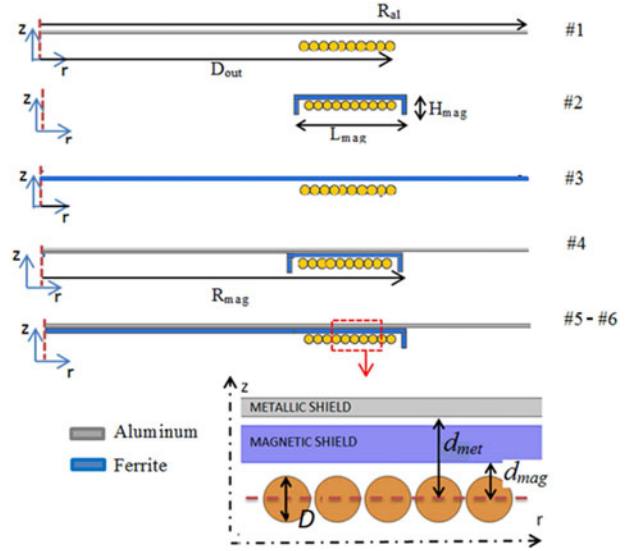 R_al
#1
z
r
D_out
#2
z
r
H_mag
L_mag
#3
z
r
#4
z
r
R_mag
#5 - #6
z
r
z
METALLIC SHIELD
MAGNETIC SHIELD
d_met
d_mag
D
r
Aluminum
Ferrite